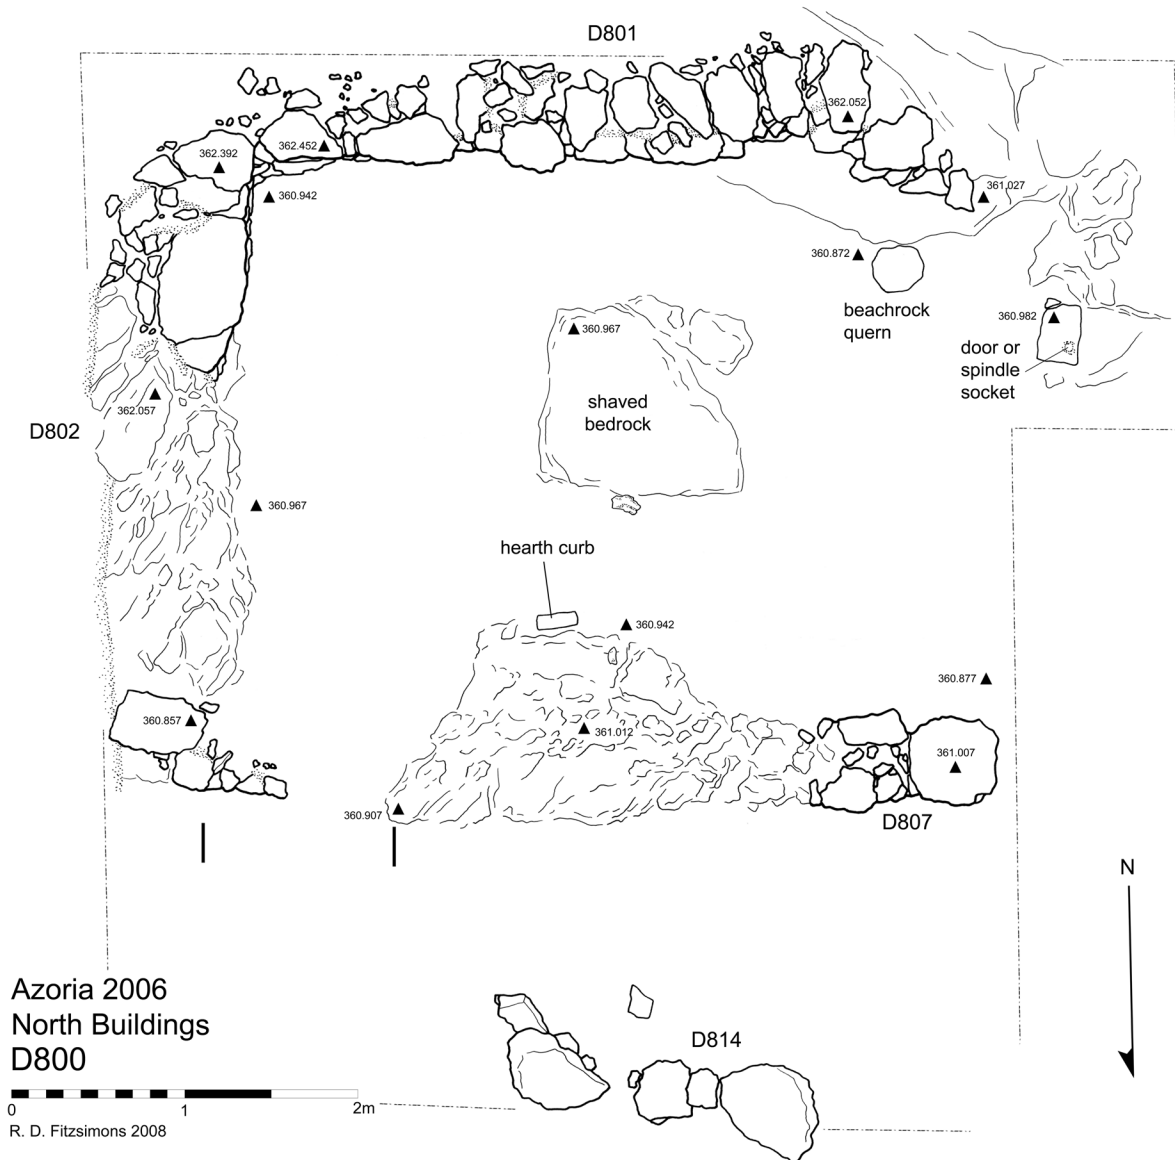 D801
362.052
362.452
362.392
360.942
361.027
360.872
beachrock
quern
360.982
360.967
door or
spindle
socket
shaved
bedrock
362.057
D802
360.967
hearth curb
360.942
360.877
360.857
361.012
361.007
360.907
D807
N
Azoria 2006
North Buildings
D800
D814
0 1 2m
R. D. Fitzsimons 2008